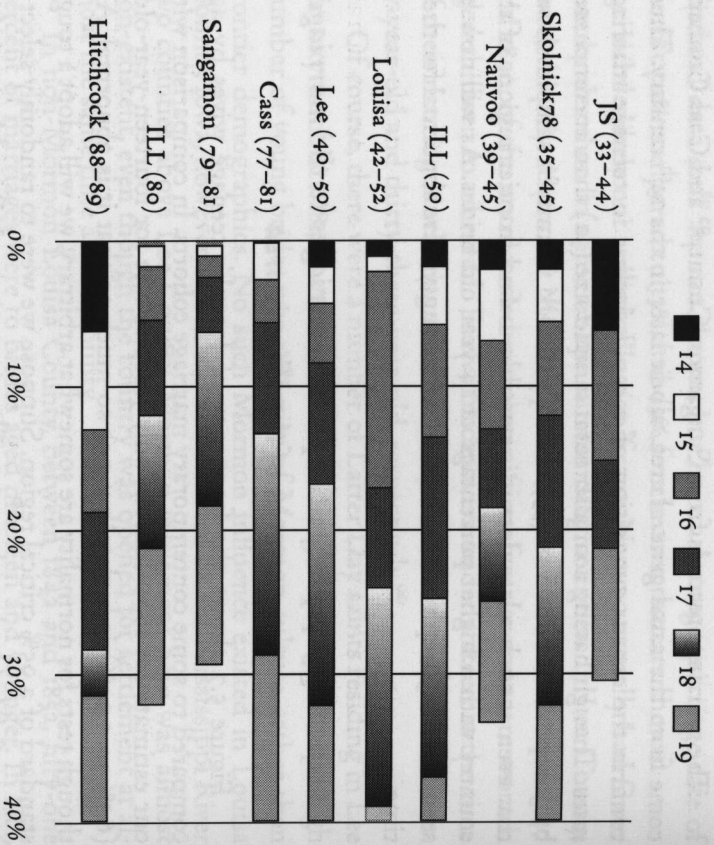 14 15 16 17 18 19
JS (33–44)
Skolnick78 (35–45)
Nauvoo (39–45)
ILL (50)
Louisa (42–52)
Lee (40–50)
Cass (77–81)
Sangamon (79–81)
ILL (80)
Hitchcock (88–89)
0% 10% 20% 30% 40%